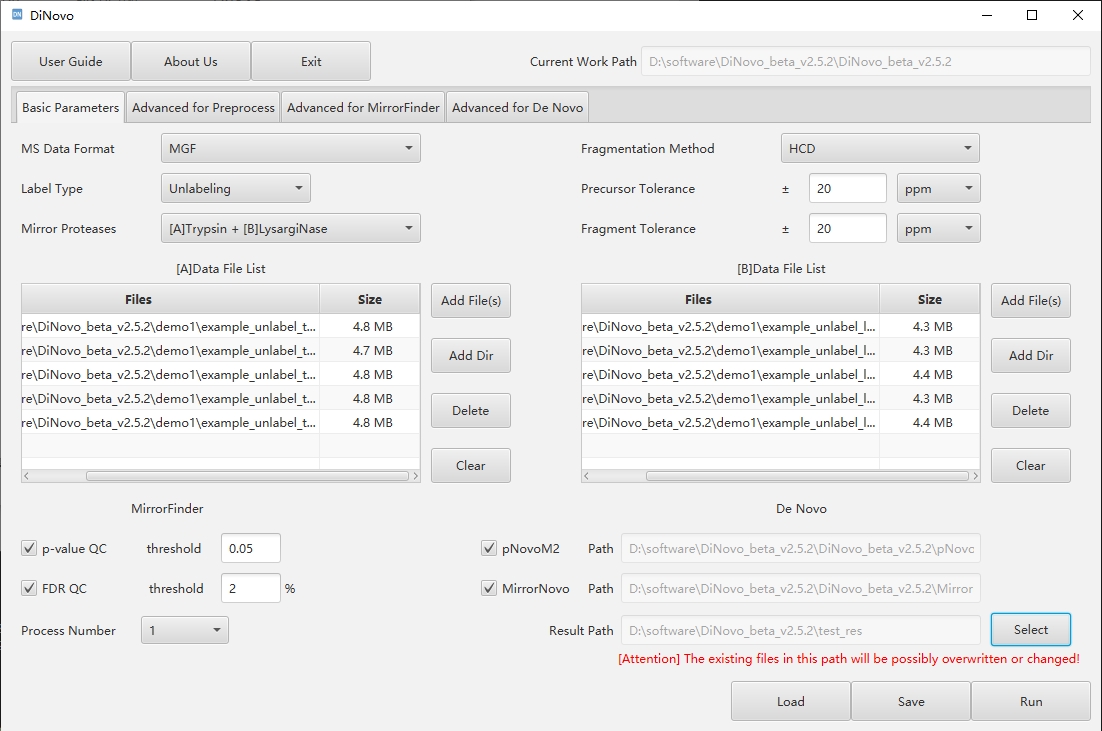 DiNovo
User Guide About Us Exit Current Work Path D:\software\DiNovo_beta_v2.5.2\DiNovo_beta_v2.5.2
Basic Parameters Advanced for Preprocess Advanced for MirrorFinder Advanced for De Novo
MS Data Format MGF Fragmentation Method HCD
Label Type Unlabeling Precursor Tolerance ± 20 ppm
Mirror Proteases [A]Trypsin + [B]LysargiNase Fragment Tolerance ± 20 ppm
[A]Data File List [B]Data File List
Files Size Add File(s) Files Size Add File(s)
re\DiNovo_beta_v2.5.2\demo1\example_unlabel_t... 4.8 MB re\DiNovo_beta_v2.5.2\demo1\example_unlabel_l... 4.3 MB
re\DiNovo_beta_v2.5.2\demo1\example_unlabel_t... 4.7 MB Add Dir re\DiNovo_beta_v2.5.2\demo1\example_unlabel_l... 4.3 MB Add Dir
re\DiNovo_beta_v2.5.2\demo1\example_unlabel_t... 4.8 MB re\DiNovo_beta_v2.5.2\demo1\example_unlabel_l... 4.4 MB
re\DiNovo_beta_v2.5.2\demo1\example_unlabel_t... 4.8 MB Delete re\DiNovo_beta_v2.5.2\demo1\example_unlabel_l... 4.3 MB Delete
re\DiNovo_beta_v2.5.2\demo1\example_unlabel_t... 4.8 MB re\DiNovo_beta_v2.5.2\demo1\example_unlabel_l... 4.4 MB
Clear Clear
MirrorFinder De Novo
p-value QC threshold 0.05 pNovoM2 Path D:\software\DiNovo_beta_v2.5.2\DiNovo_beta_v2.5.2\pNovc
FDR QC threshold 2 % MirrorNovo Path D:\software\DiNovo_beta_v2.5.2\DiNovo_beta_v2.5.2\Mirror
Process Number 1 Result Path D:\software\DiNovo_beta_v2.5.2\test_res Select
[Attention] The existing files in this path will be possibly overwritten or changed!
Load Save Run